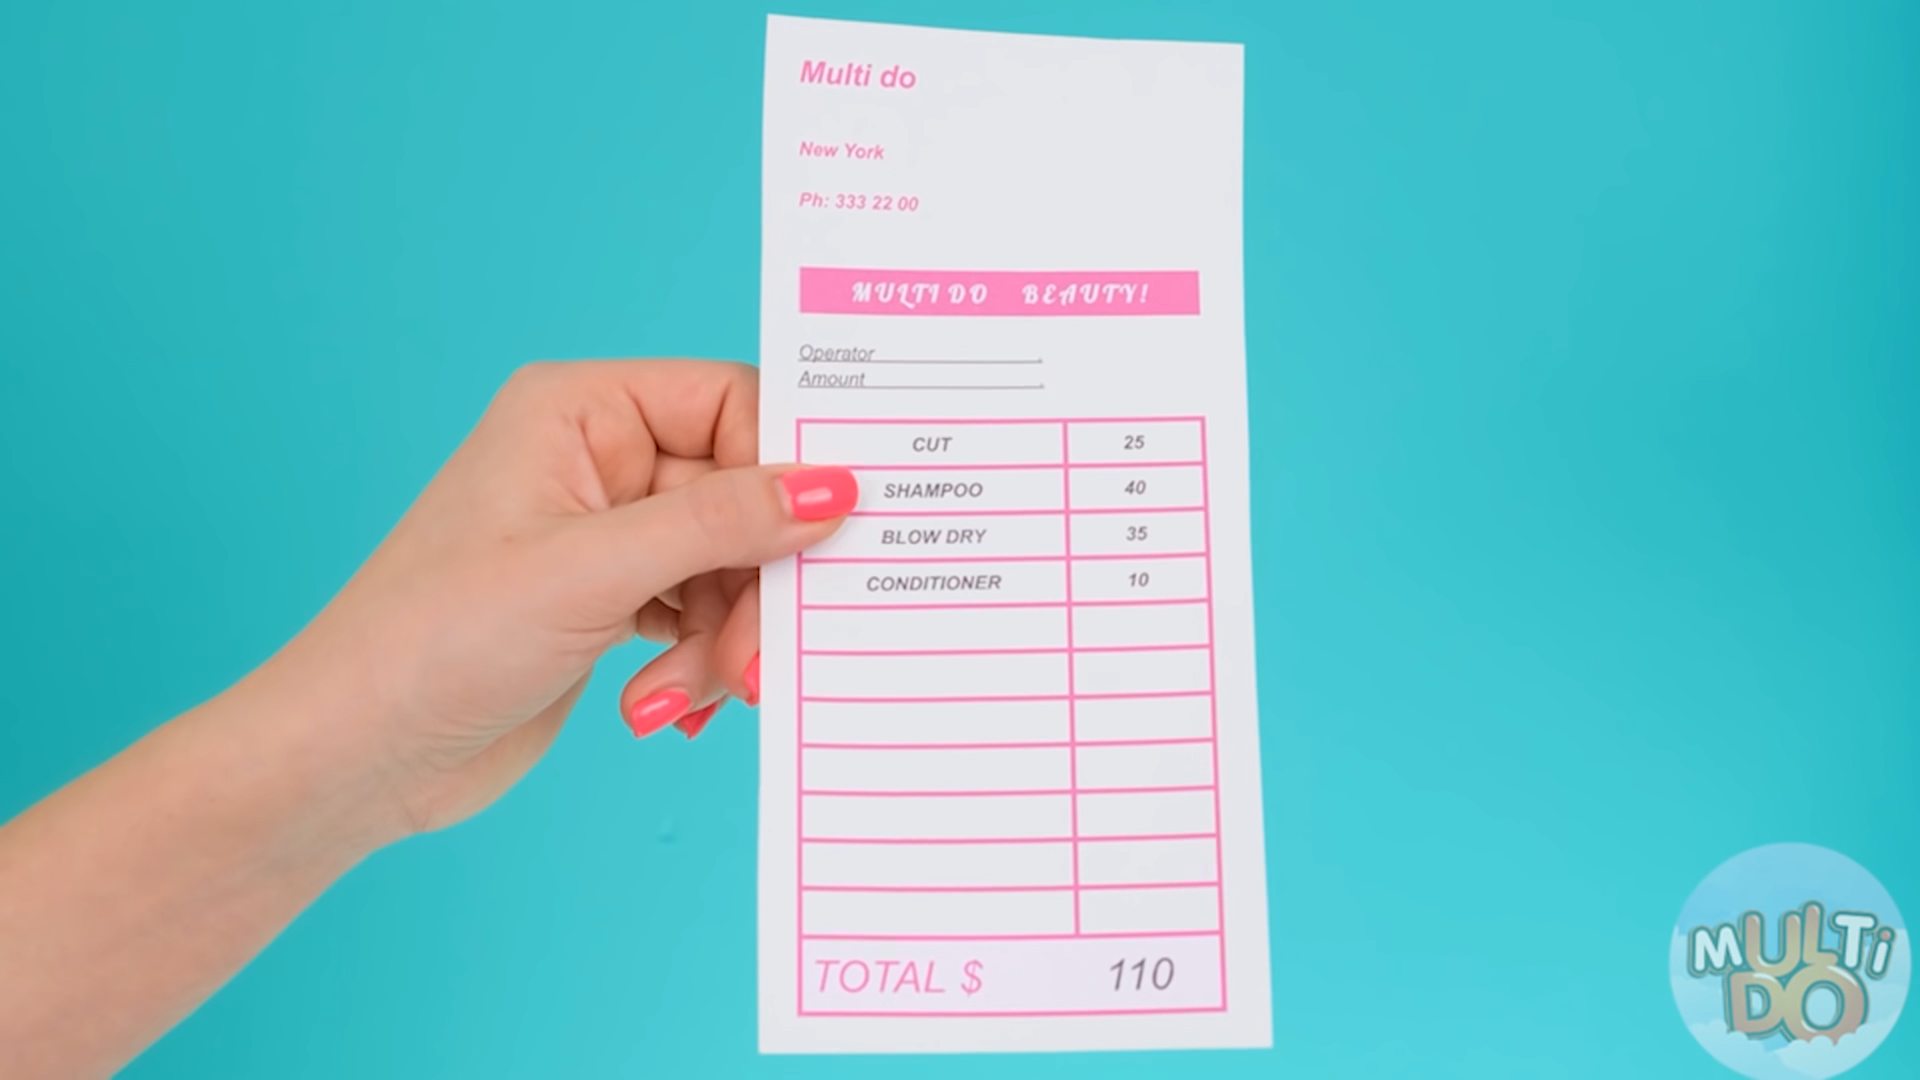 Multi do
New York
Ph: 333 22 00
MULTI DO BEAUTY!
Operator
Amount
CUT 25
SHAMPOO 40
BLOW DRY 35
CONDITIONER 10
TOTAL $ 110
MULTi
DO